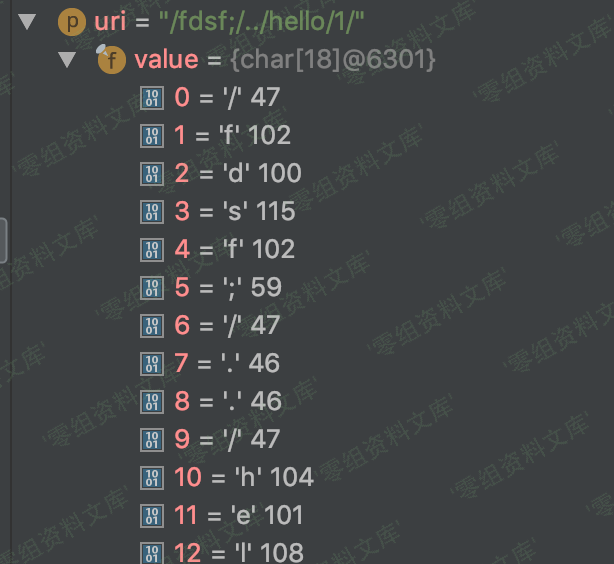 uri = "/fdsf;/../hello/1/"
value = {char[18]@6301}
0 = '/' 47
1 = 'f' 102
2 = 'd' 100
3 = 's' 115
4 = 'f' 102
5 = ';' 59
6 = '/' 47
7 = '.' 46
8 = '.' 46
9 = '/' 47
10 = 'h' 104
11 = 'e' 101
12 = 'l' 108
'零组资料文库'